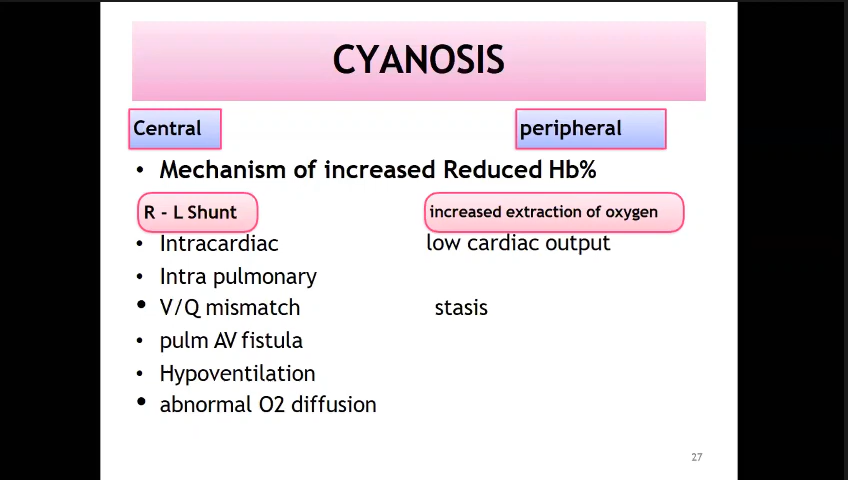 CYANOSIS
Central peripheral
• Mechanism of increased Reduced Hb%
R - L Shunt increased extraction of oxygen
• Intracardiac low cardiac output
• Intra pulmonary
• V/Q mismatch stasis
• pulm AV fistula
• Hypoventilation
• abnormal O2 diffusion
27